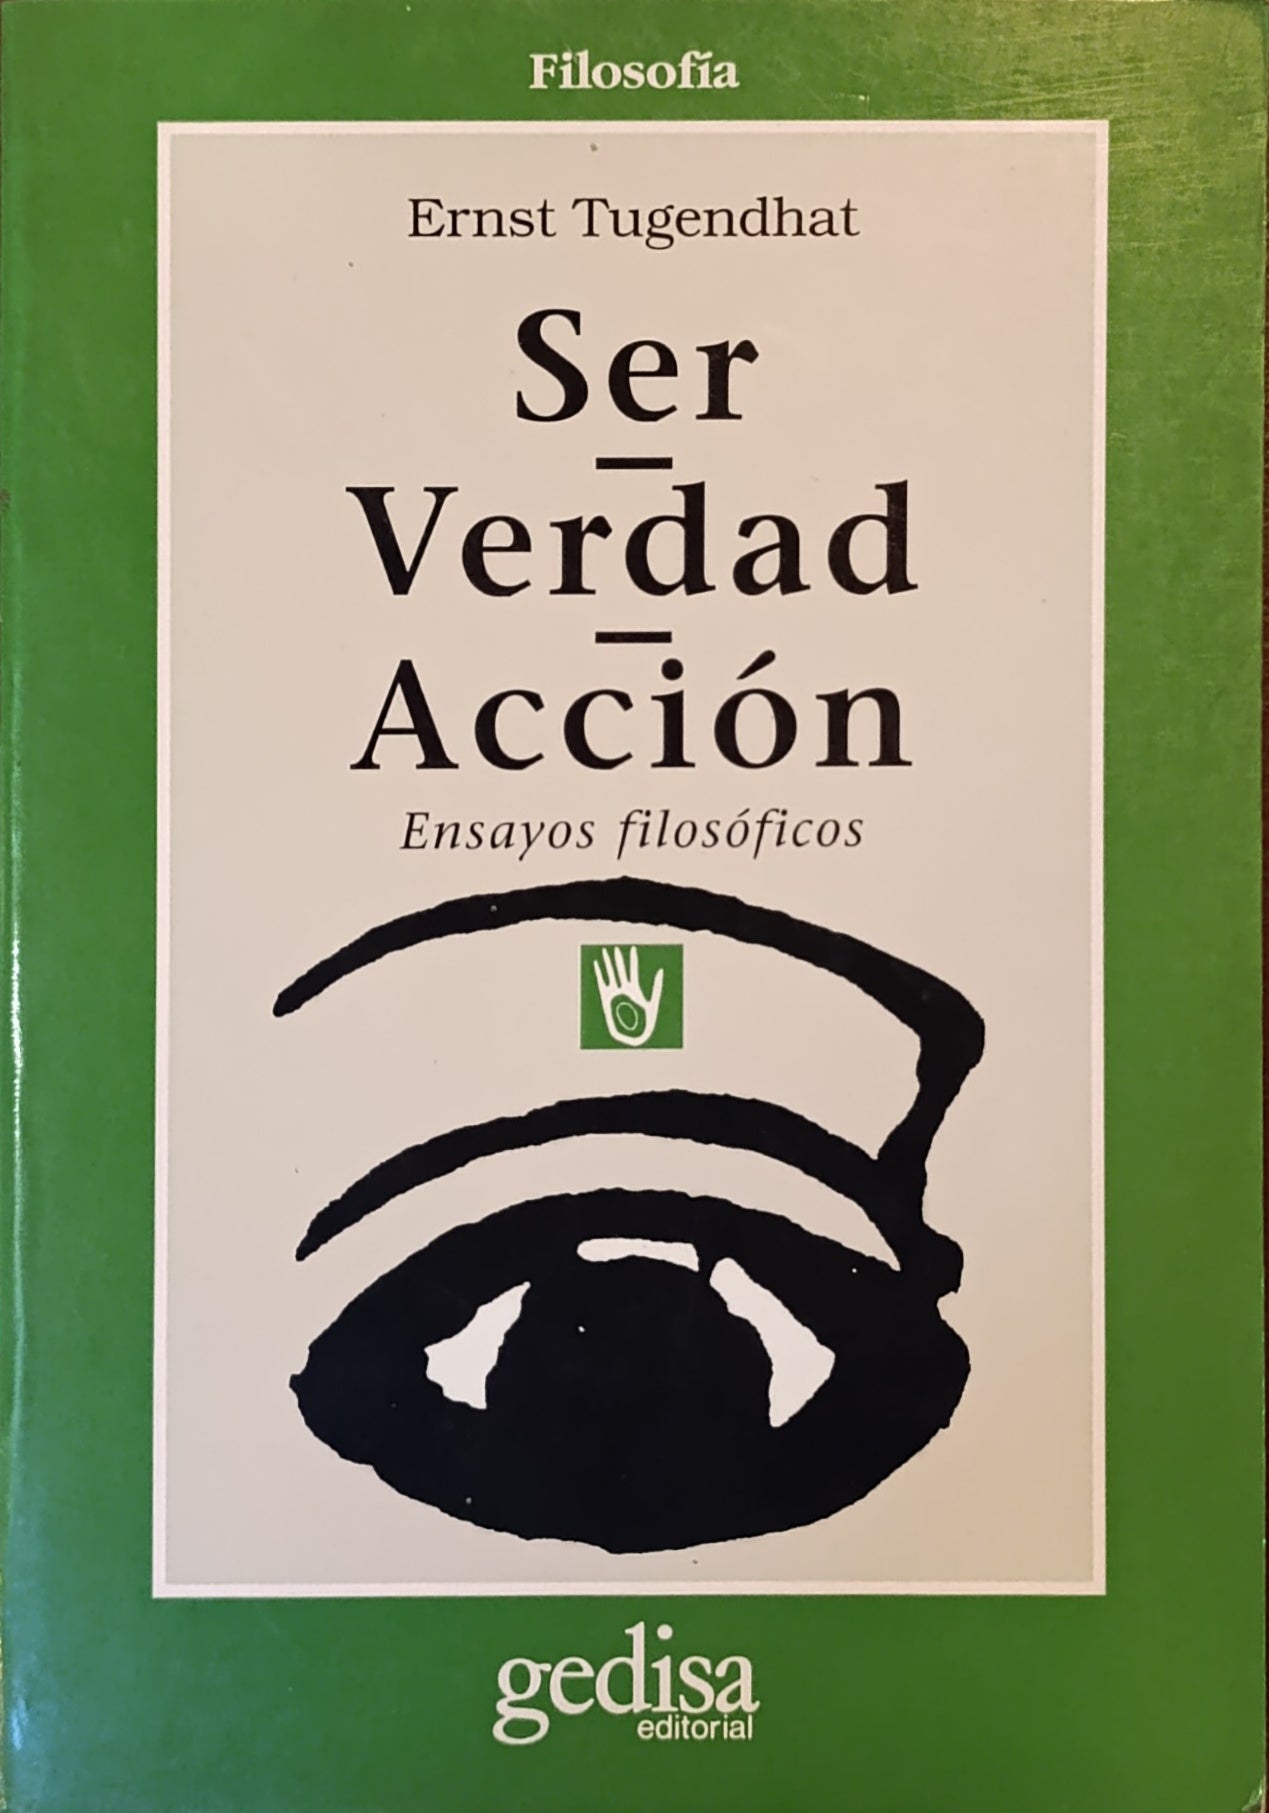 Filosofía
Ernst Tugendhat
Ser
–
Verdad
–
Acción
Ensayos filosóficos
gedisa
editorial